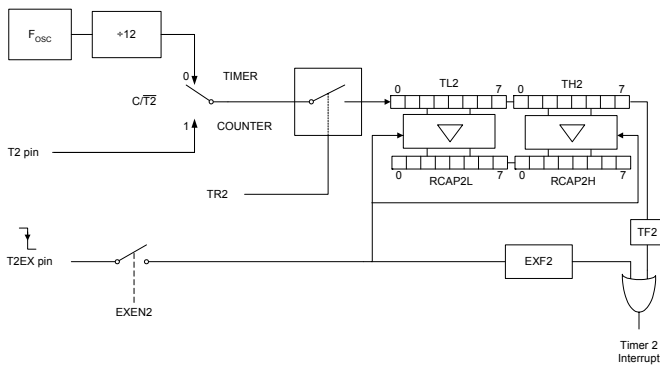 F_OSC
÷12
0
TIMER
C/T2̅
1
COUNTER
T2 pin
TR2
0 TL2 7
0 TH2 7
0 7
RCAP2L
0 7
RCAP2H
TF2
T2EX pin
EXEN2
EXF2
Timer 2
Interrupt